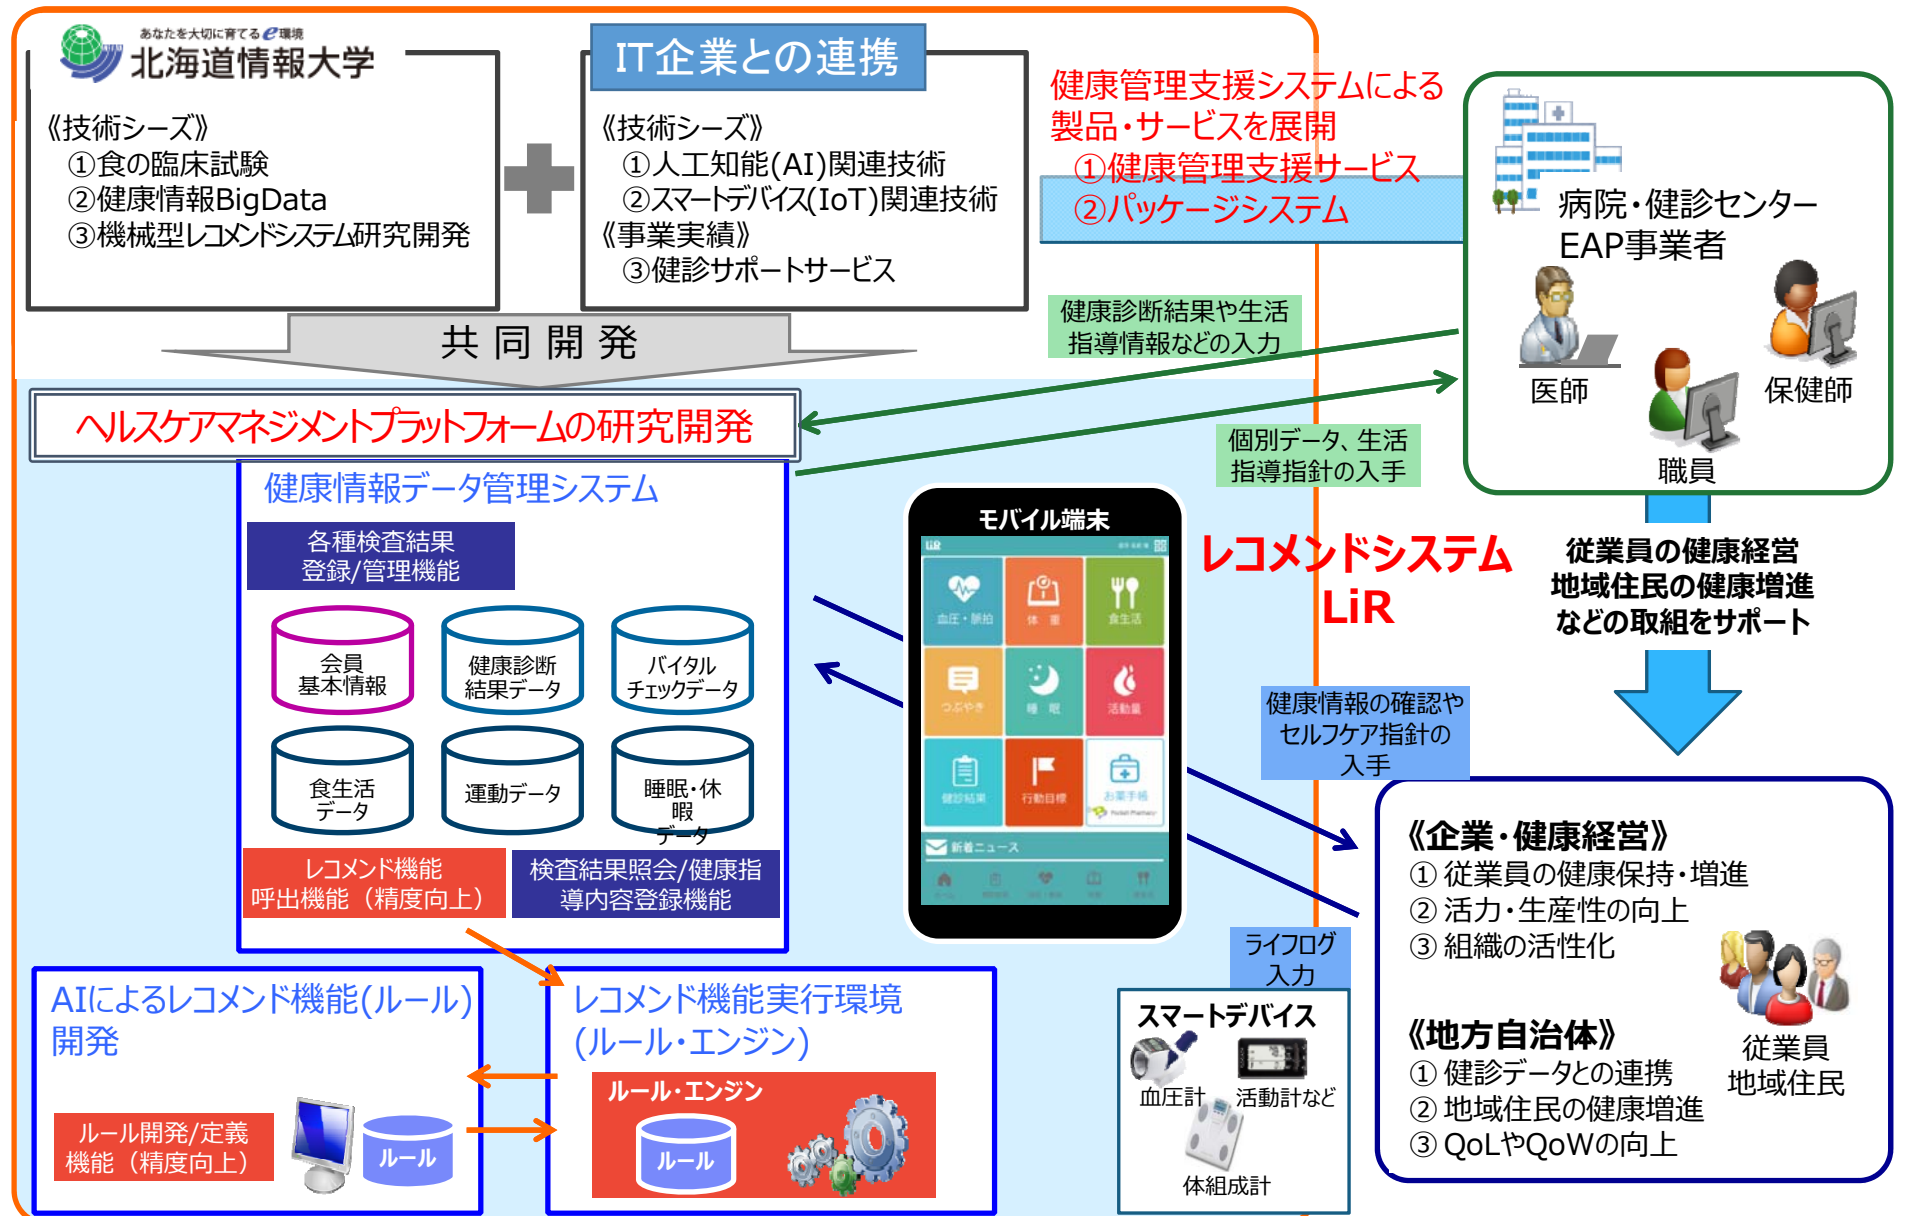 あなたを大切に育てるe環境
北海道情報大学
《技術シーズ》
①食の臨床試験
②健康情報BigData
③機械型レコメンドシステム研究開発
IT企業との連携
《技術シーズ》
①人工知能(AI)関連技術
②スマートデバイス(IoT)関連技術
《事業実績》
③健診サポートサービス
健康管理支援システムによる
製品・サービスを展開
①健康管理支援サービス
②パッケージシステム
病院・健診センター
EAP事業者
医師
保健師
職員
共同開発
健康診断結果や生活
指導情報などの入力
個別データ、生活
指導指針の入手
ヘルスケアマネジメントプラットフォームの研究開発
健康情報データ管理システム
各種検査結果
登録/管理機能
会員
基本情報
健康診断
結果データ
バイタル
チェックデータ
食生活
データ
運動データ
睡眠・休
暇
データ
レコメンド機能
呼出機能（精度向上）
検査結果照会/健康指
導内容登録機能
モバイル端末
LiR
血圧・脈拍
体 重
食生活
つぶやき
睡 眠
活動量
健診結果
行動目標
お薬手帳
新着ニュース
レコメンドシステム
LiR
従業員の健康経営
地域住民の健康増進
などの取組をサポート
健康情報の確認や
セルフケア指針の
入手
《企業・健康経営》
① 従業員の健康保持・増進
② 活力・生産性の向上
③ 組織の活性化
《地方自治体》
① 健診データとの連携
② 地域住民の健康増進
③ QoLやQoWの向上
従業員
地域住民
ライフログ
入力
スマートデバイス
血圧計
活動計など
体組成計
AIによるレコメンド機能(ルール)
開発
ルール開発/定義
機能（精度向上）
ルール
レコメンド機能実行環境
(ルール・エンジン)
ルール・エンジン
ルール